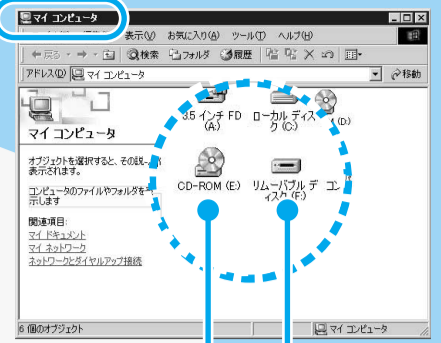 マイ コンピュータ
表示(V) お気に入り(A) ツール(T) ヘルプ(H)
戻る 検索 フォルダ 履歴
アドレス(D) マイ コンピュータ 移動
マイ コンピュータ
オブジェクトを選択すると、その説
表示されます。
コンピュータのファイルやフォルダを
示します
関連項目:
マイ ドキュメント
マイ ネットワーク
ネットワークとダイヤルアップ接続
3.5 インチ FD
(A:)
ローカル ディス
ク (C:)
(D:)
CD-ROM (E:)
リムーバブル デ
ィスク (F:)
コン
6 個のオブジェクト マイ コンピュータ